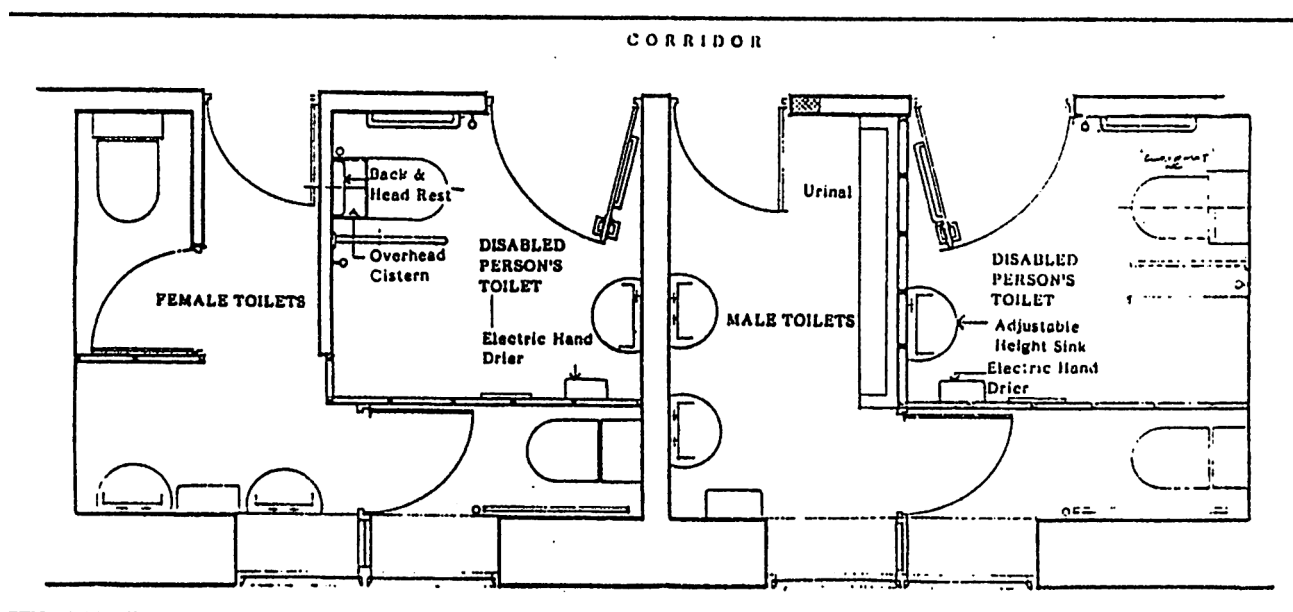 CORRIDOR
Back &
Head Rest
Overhead
Cistern
FEMALE TOILETS
DISABLED
PERSON'S
TOILET
Electric Hand
Drier
Urinal
MALE TOILETS
DISABLED
PERSON'S
TOILET
Adjustable
Height Sink
Electric Hand
Drier